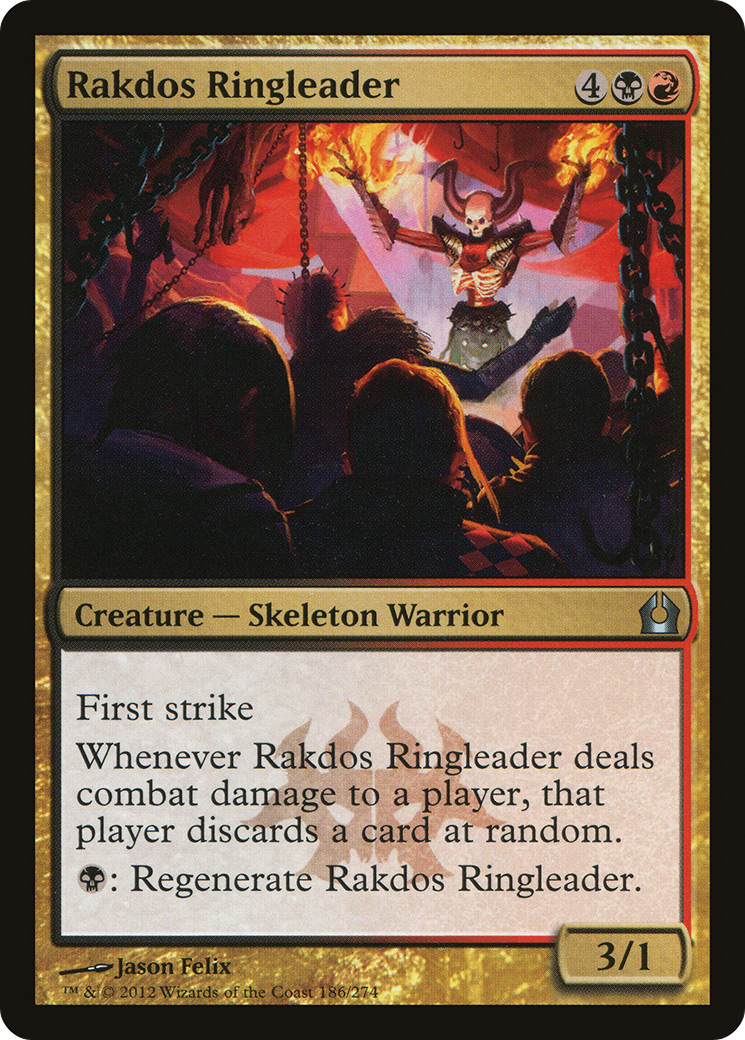 Rakdos Ringleader 4
Creature — Skeleton Warrior
First strike
Whenever Rakdos Ringleader deals
combat damage to a player, that
player discards a card at random.
: Regenerate Rakdos Ringleader.
3/1
Jason Felix
™ & © 2012 Wizards of the Coast 186/274